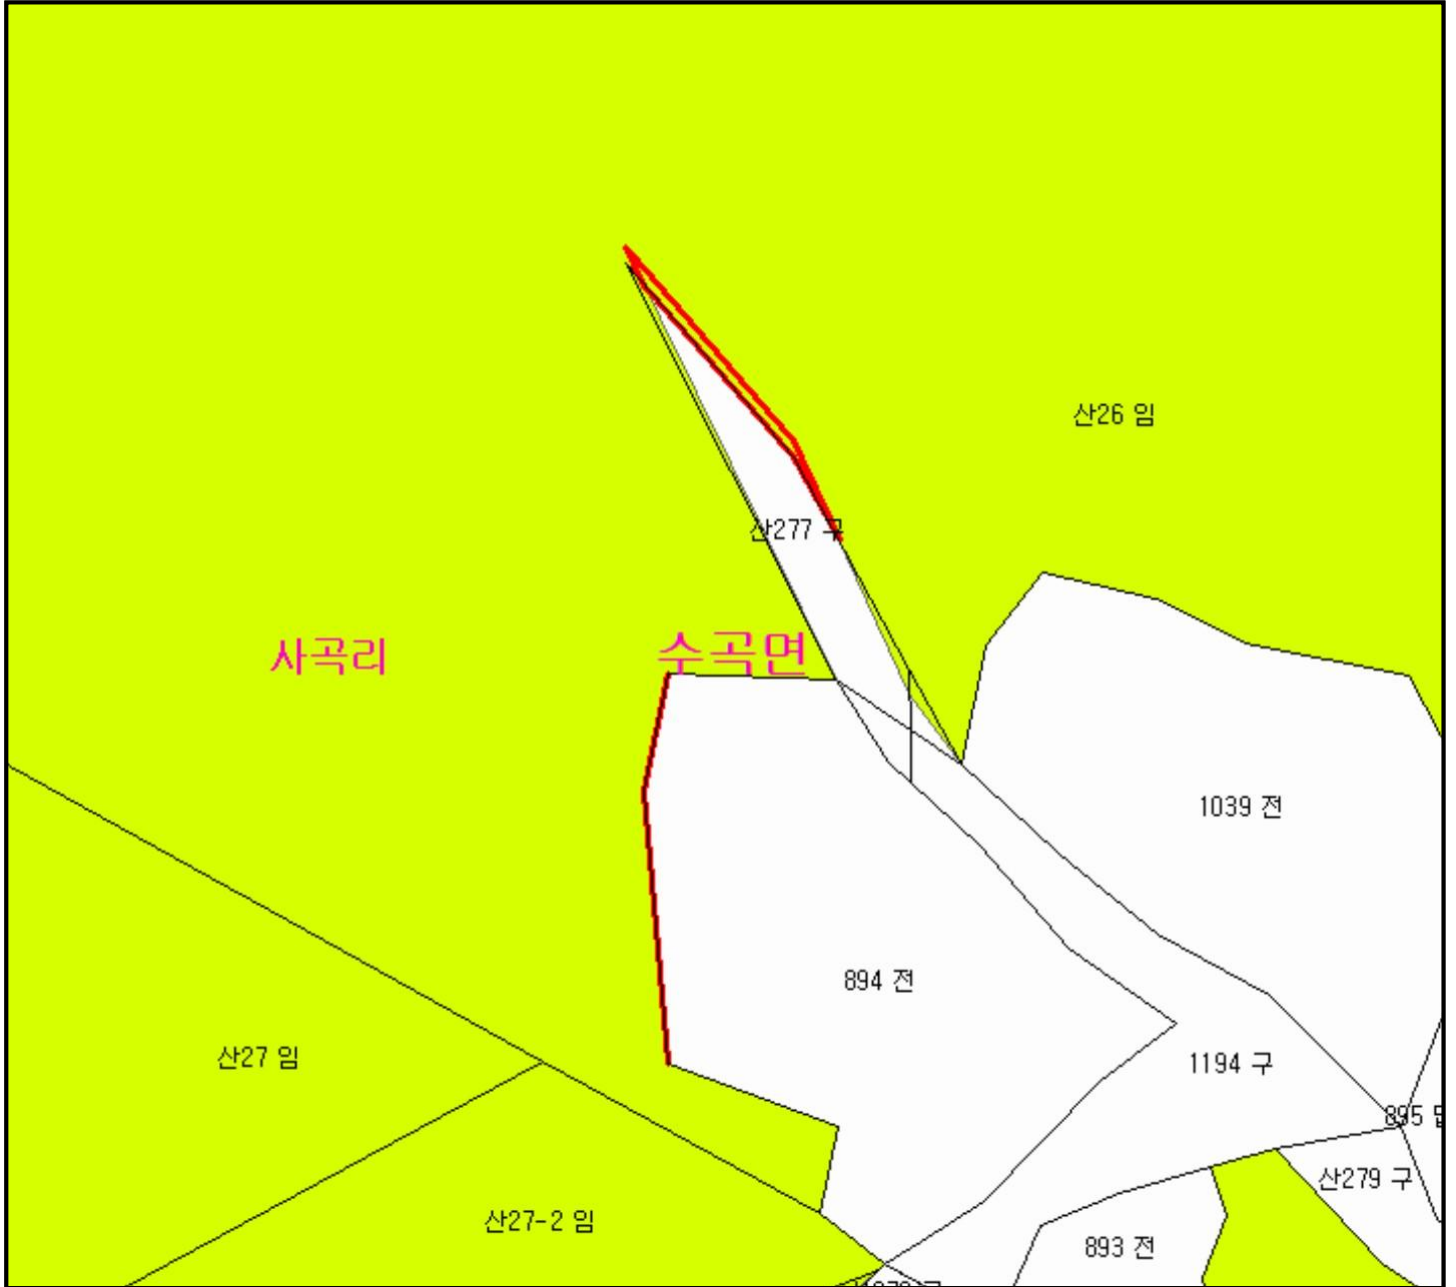 산26 임
산277 구
사곡리
수곡면
1039 전
894 전
산27 임
1194 구
895
산279 구
산27-2 임
893 전